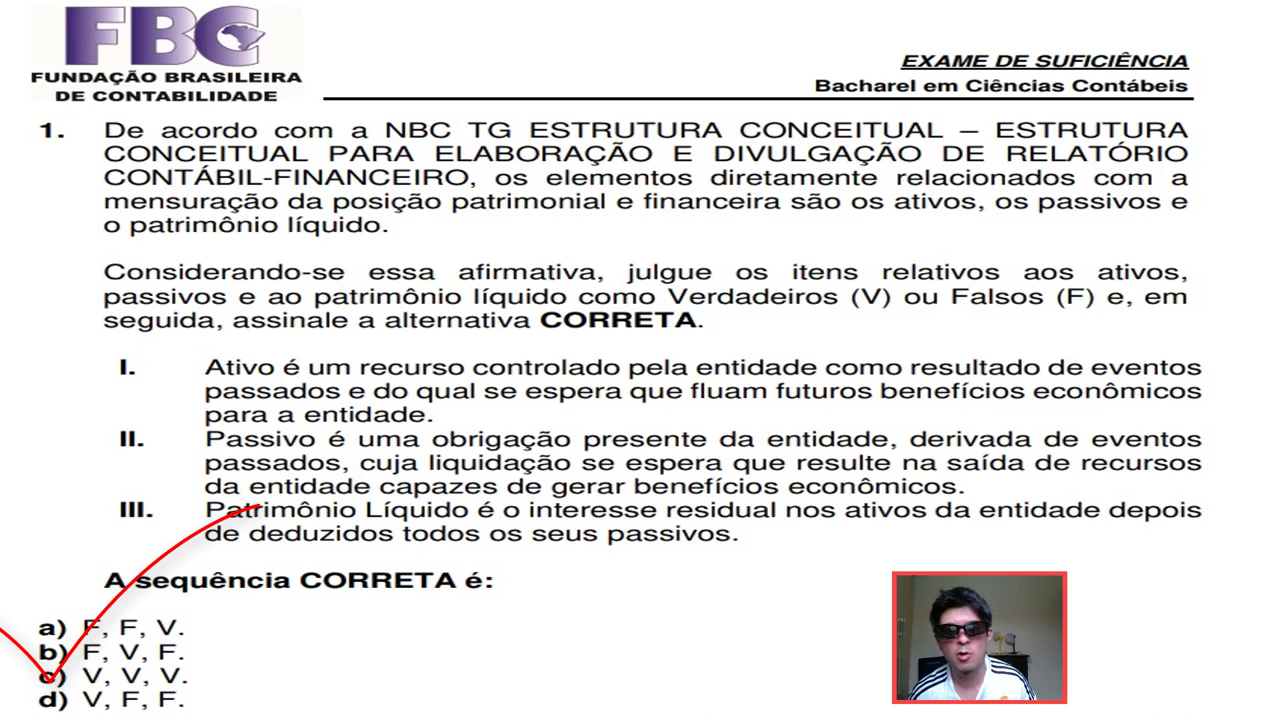 FBC
FUNDAÇÃO BRASILEIRA
DE CONTABILIDADE
EXAME DE SUFICIÊNCIA
Bacharel em Ciências Contábeis
1. De acordo com a NBC TG ESTRUTURA CONCEITUAL – ESTRUTURA
CONCEITUAL PARA ELABORAÇÃO E DIVULGAÇÃO DE RELATÓRIO
CONTÁBIL-FINANCEIRO, os elementos diretamente relacionados com a
mensuração da posição patrimonial e financeira são os ativos, os passivos e
o patrimônio líquido.
Considerando-se essa afirmativa, julgue os itens relativos aos ativos,
passivos e ao patrimônio líquido como Verdadeiros (V) ou Falsos (F) e, em
seguida, assinale a alternativa CORRETA.
I. Ativo é um recurso controlado pela entidade como resultado de eventos
passados e do qual se espera que fluam futuros benefícios econômicos
para a entidade.
II. Passivo é uma obrigação presente da entidade, derivada de eventos
passados, cuja liquidação se espera que resulte na saída de recursos
da entidade capazes de gerar benefícios econômicos.
III. Patrimônio Líquido é o interesse residual nos ativos da entidade depois
de deduzidos todos os seus passivos.
A sequência CORRETA é:
a) F, F, V.
b) F, V, F.
c) V, V, V.
d) V, F, F.